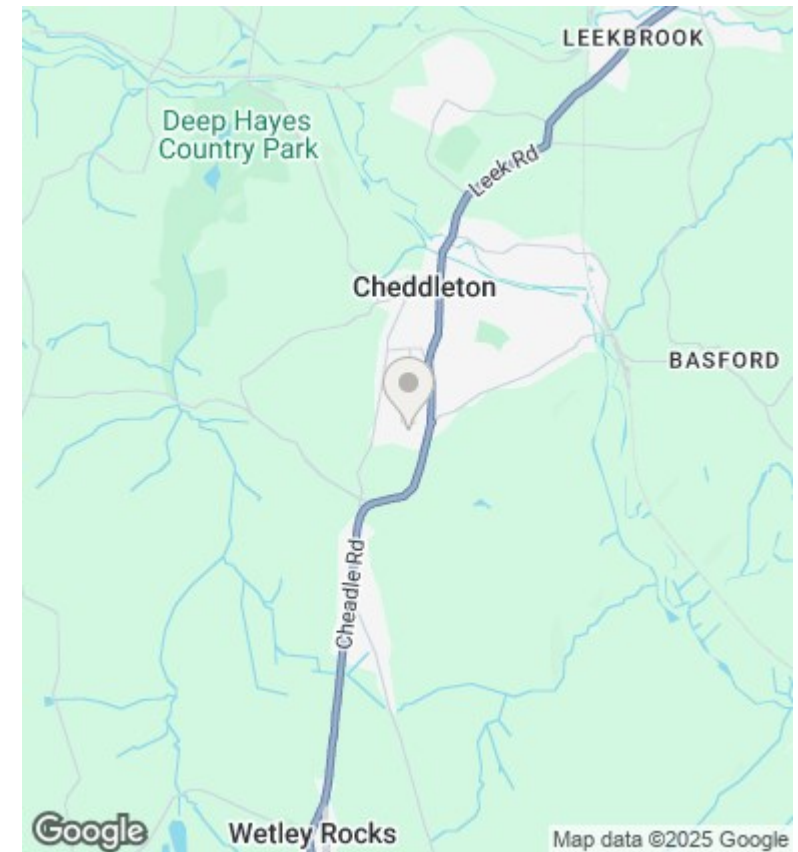 LEEKBROOK
Deep Hayes
Country Park
Leek Rd
Cheddleton
BASFORD
Cheadle Rd
Wetley Rocks
Google
Map data ©2025 Google